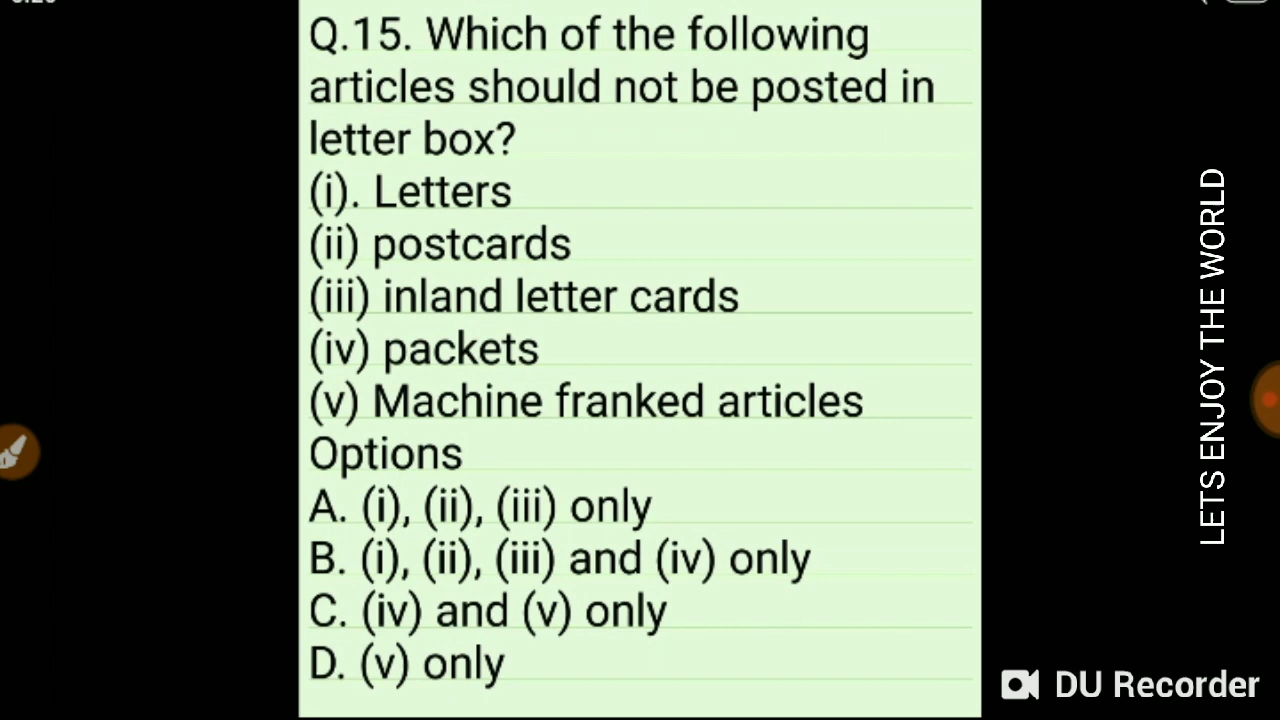 Q.15. Which of the following
articles should not be posted in
letter box?
(i). Letters
(ii) postcards
(iii) inland letter cards
(iv) packets
(v) Machine franked articles
Options
A. (i), (ii), (iii) only
B. (i), (ii), (iii) and (iv) only
C. (iv) and (v) only
D. (v) only
LETS ENJOY THE WORLD
DU Recorder